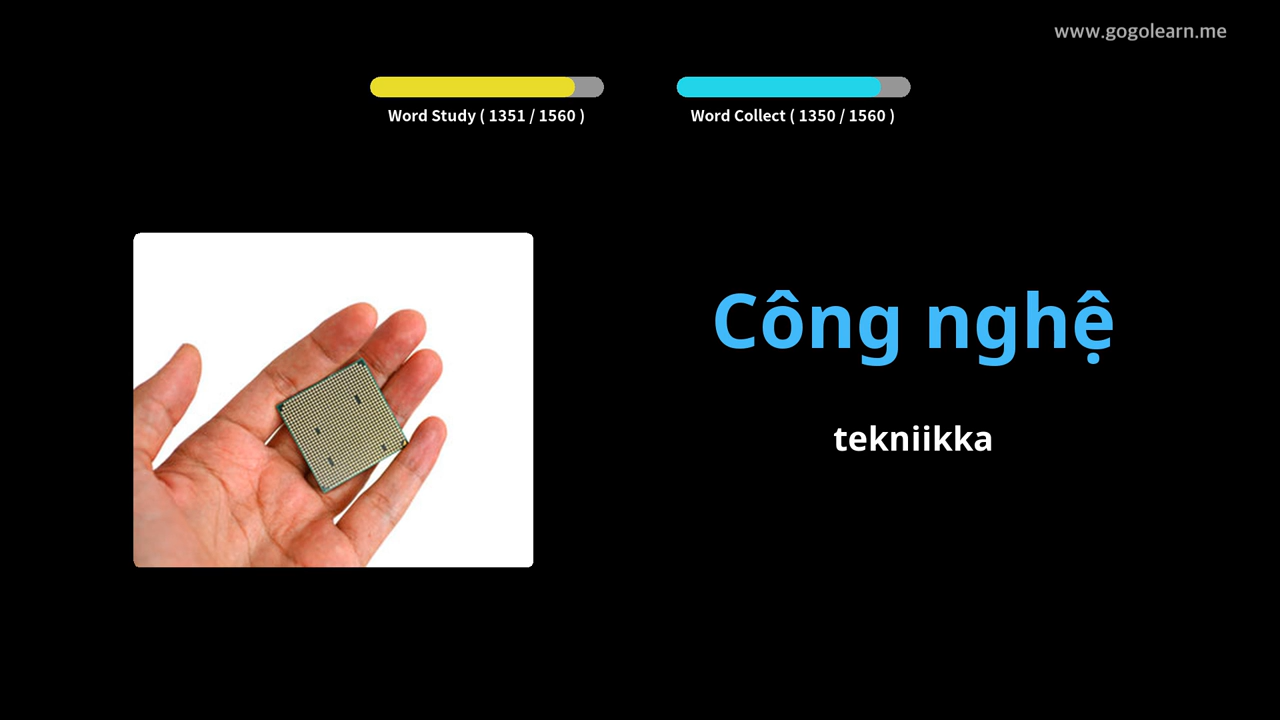 www.gogolearn.me
Word Study ( 1351 / 1560 )
Word Collect ( 1350 / 1560 )
Công nghệ
tekniikka